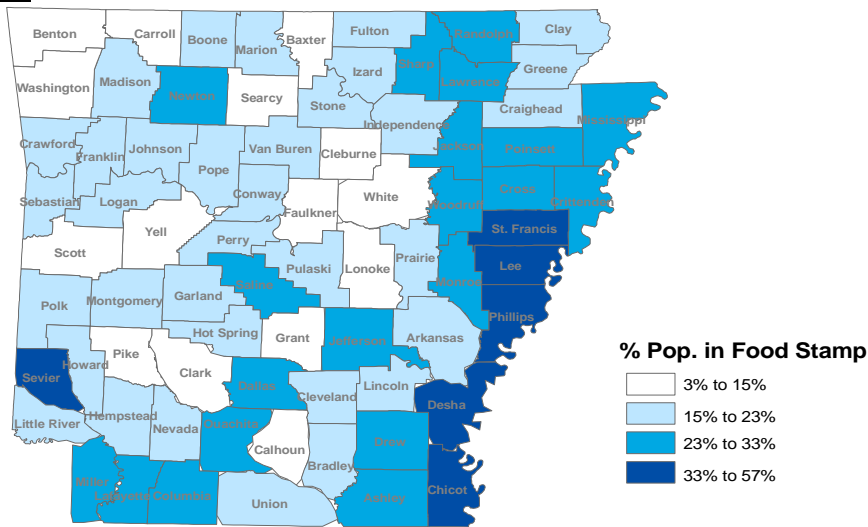 Benton
Carroll
Boone
Marion
Baxter
Fulton
Randolph
Clay
Washington
Madison
Newton
Searcy
Izard
Sharp
Lawrence
Greene
Stone
Independence
Craighead
Mississippi
Crawford
Franklin
Johnson
Pope
Van Buren
Cleburne
Jackson
Poinsett
Sebastian
Logan
Conway
White
Woodruff
Cross
Crittenden
Scott
Yell
Perry
Faulkner
St. Francis
Polk
Montgomery
Garland
Saline
Pulaski
Lonoke
Prairie
Monroe
Lee
Phillips
Hot Spring
Grant
Jefferson
Arkansas
Sevier
Howard
Pike
Clark
Dallas
Cleveland
Lincoln
Desha
Little River
Hempstead
Nevada
Ouachita
Calhoun
Bradley
Drew
Miller
Lafayette
Columbia
Union
Ashley
Chicot
% Pop. in Food Stamp
3% to 15%
15% to 23%
23% to 33%
33% to 57%